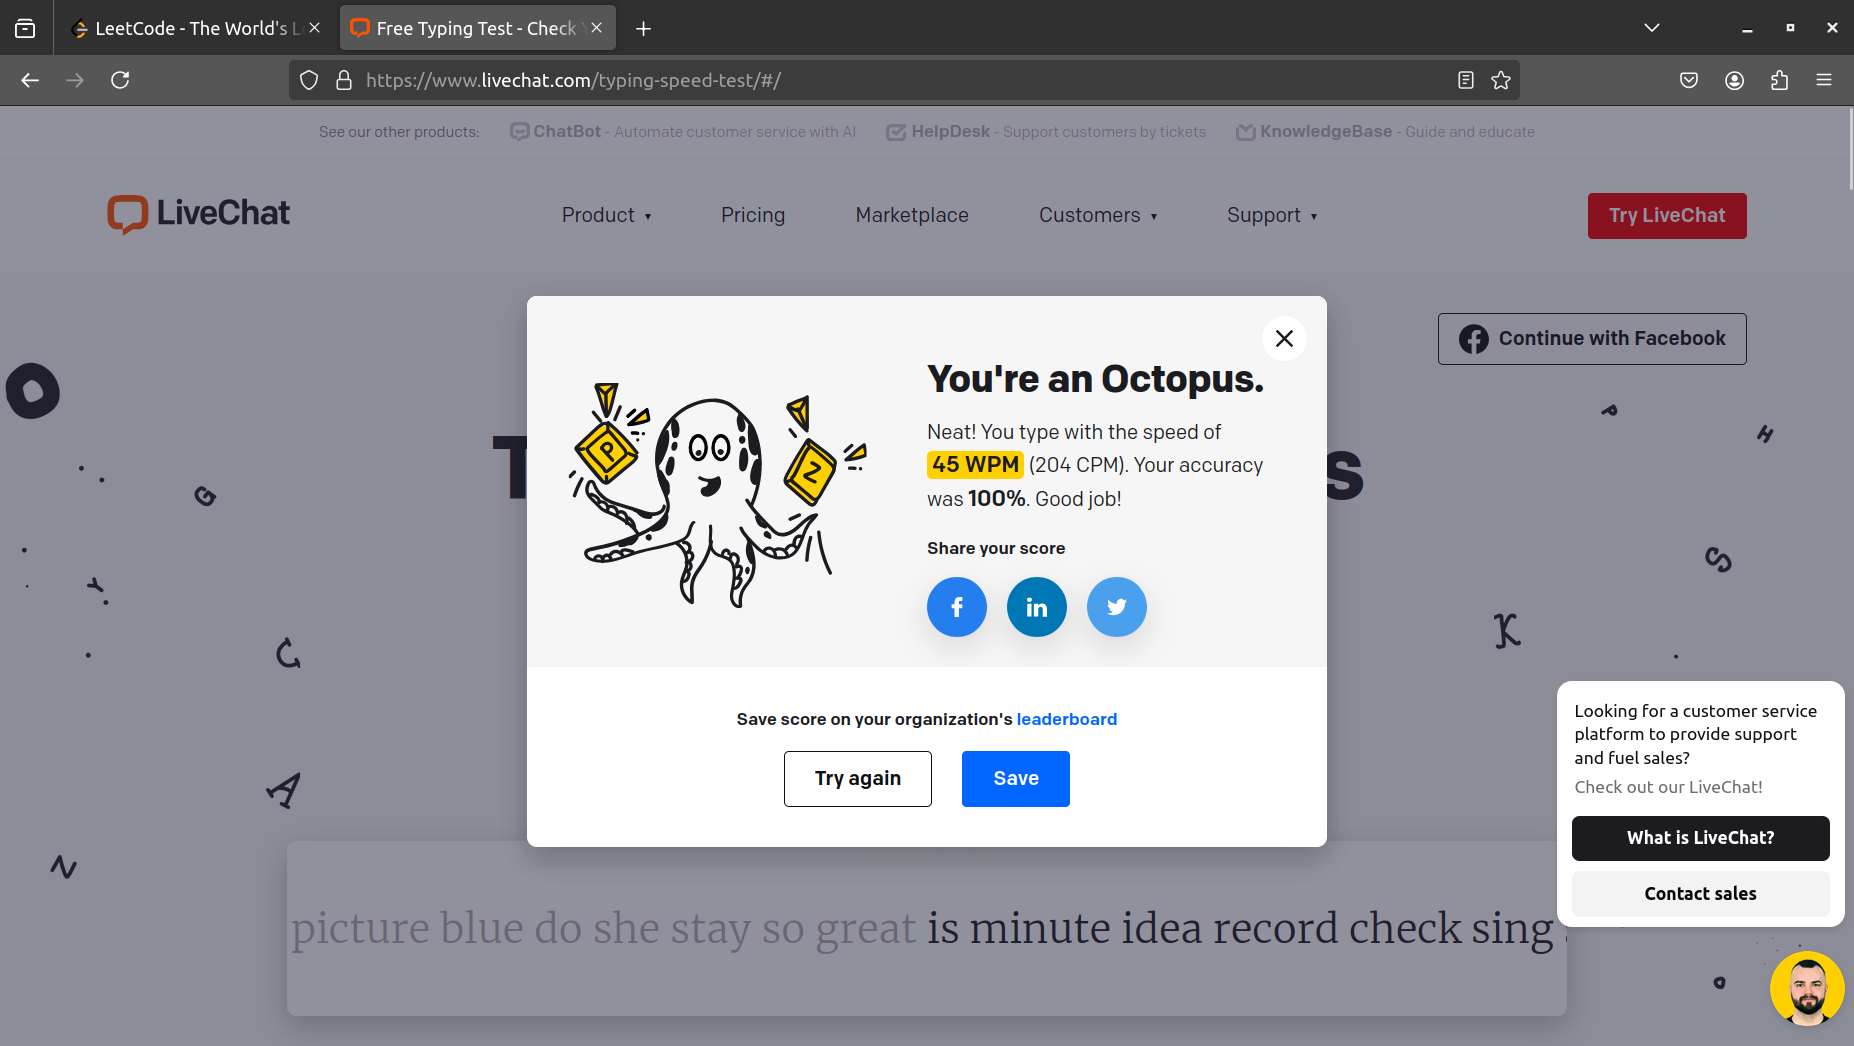 LeetCode - The World's Le
Free Typing Test - Check Y
https://www.livechat.com/typing-speed-test/#/
See our other products:
ChatBot - Automate customer service with AI
HelpDesk - Support customers by tickets
KnowledgeBase - Guide and educate
LiveChat
Product
Pricing
Marketplace
Customers
Support
Try LiveChat
Continue with Facebook
You're an Octopus.
Neat! You type with the speed of
45 WPM (204 CPM). Your accuracy
was 100%. Good job!
Share your score
Save score on your organization's leaderboard
Try again
Save
P
Z
T
s
O
G
Y
C
A
N
P
H
S
K
O
Looking for a customer service
platform to provide support
and fuel sales?
Check out our LiveChat!
What is LiveChat?
Contact sales
picture blue do she stay so great is minute idea record check sing